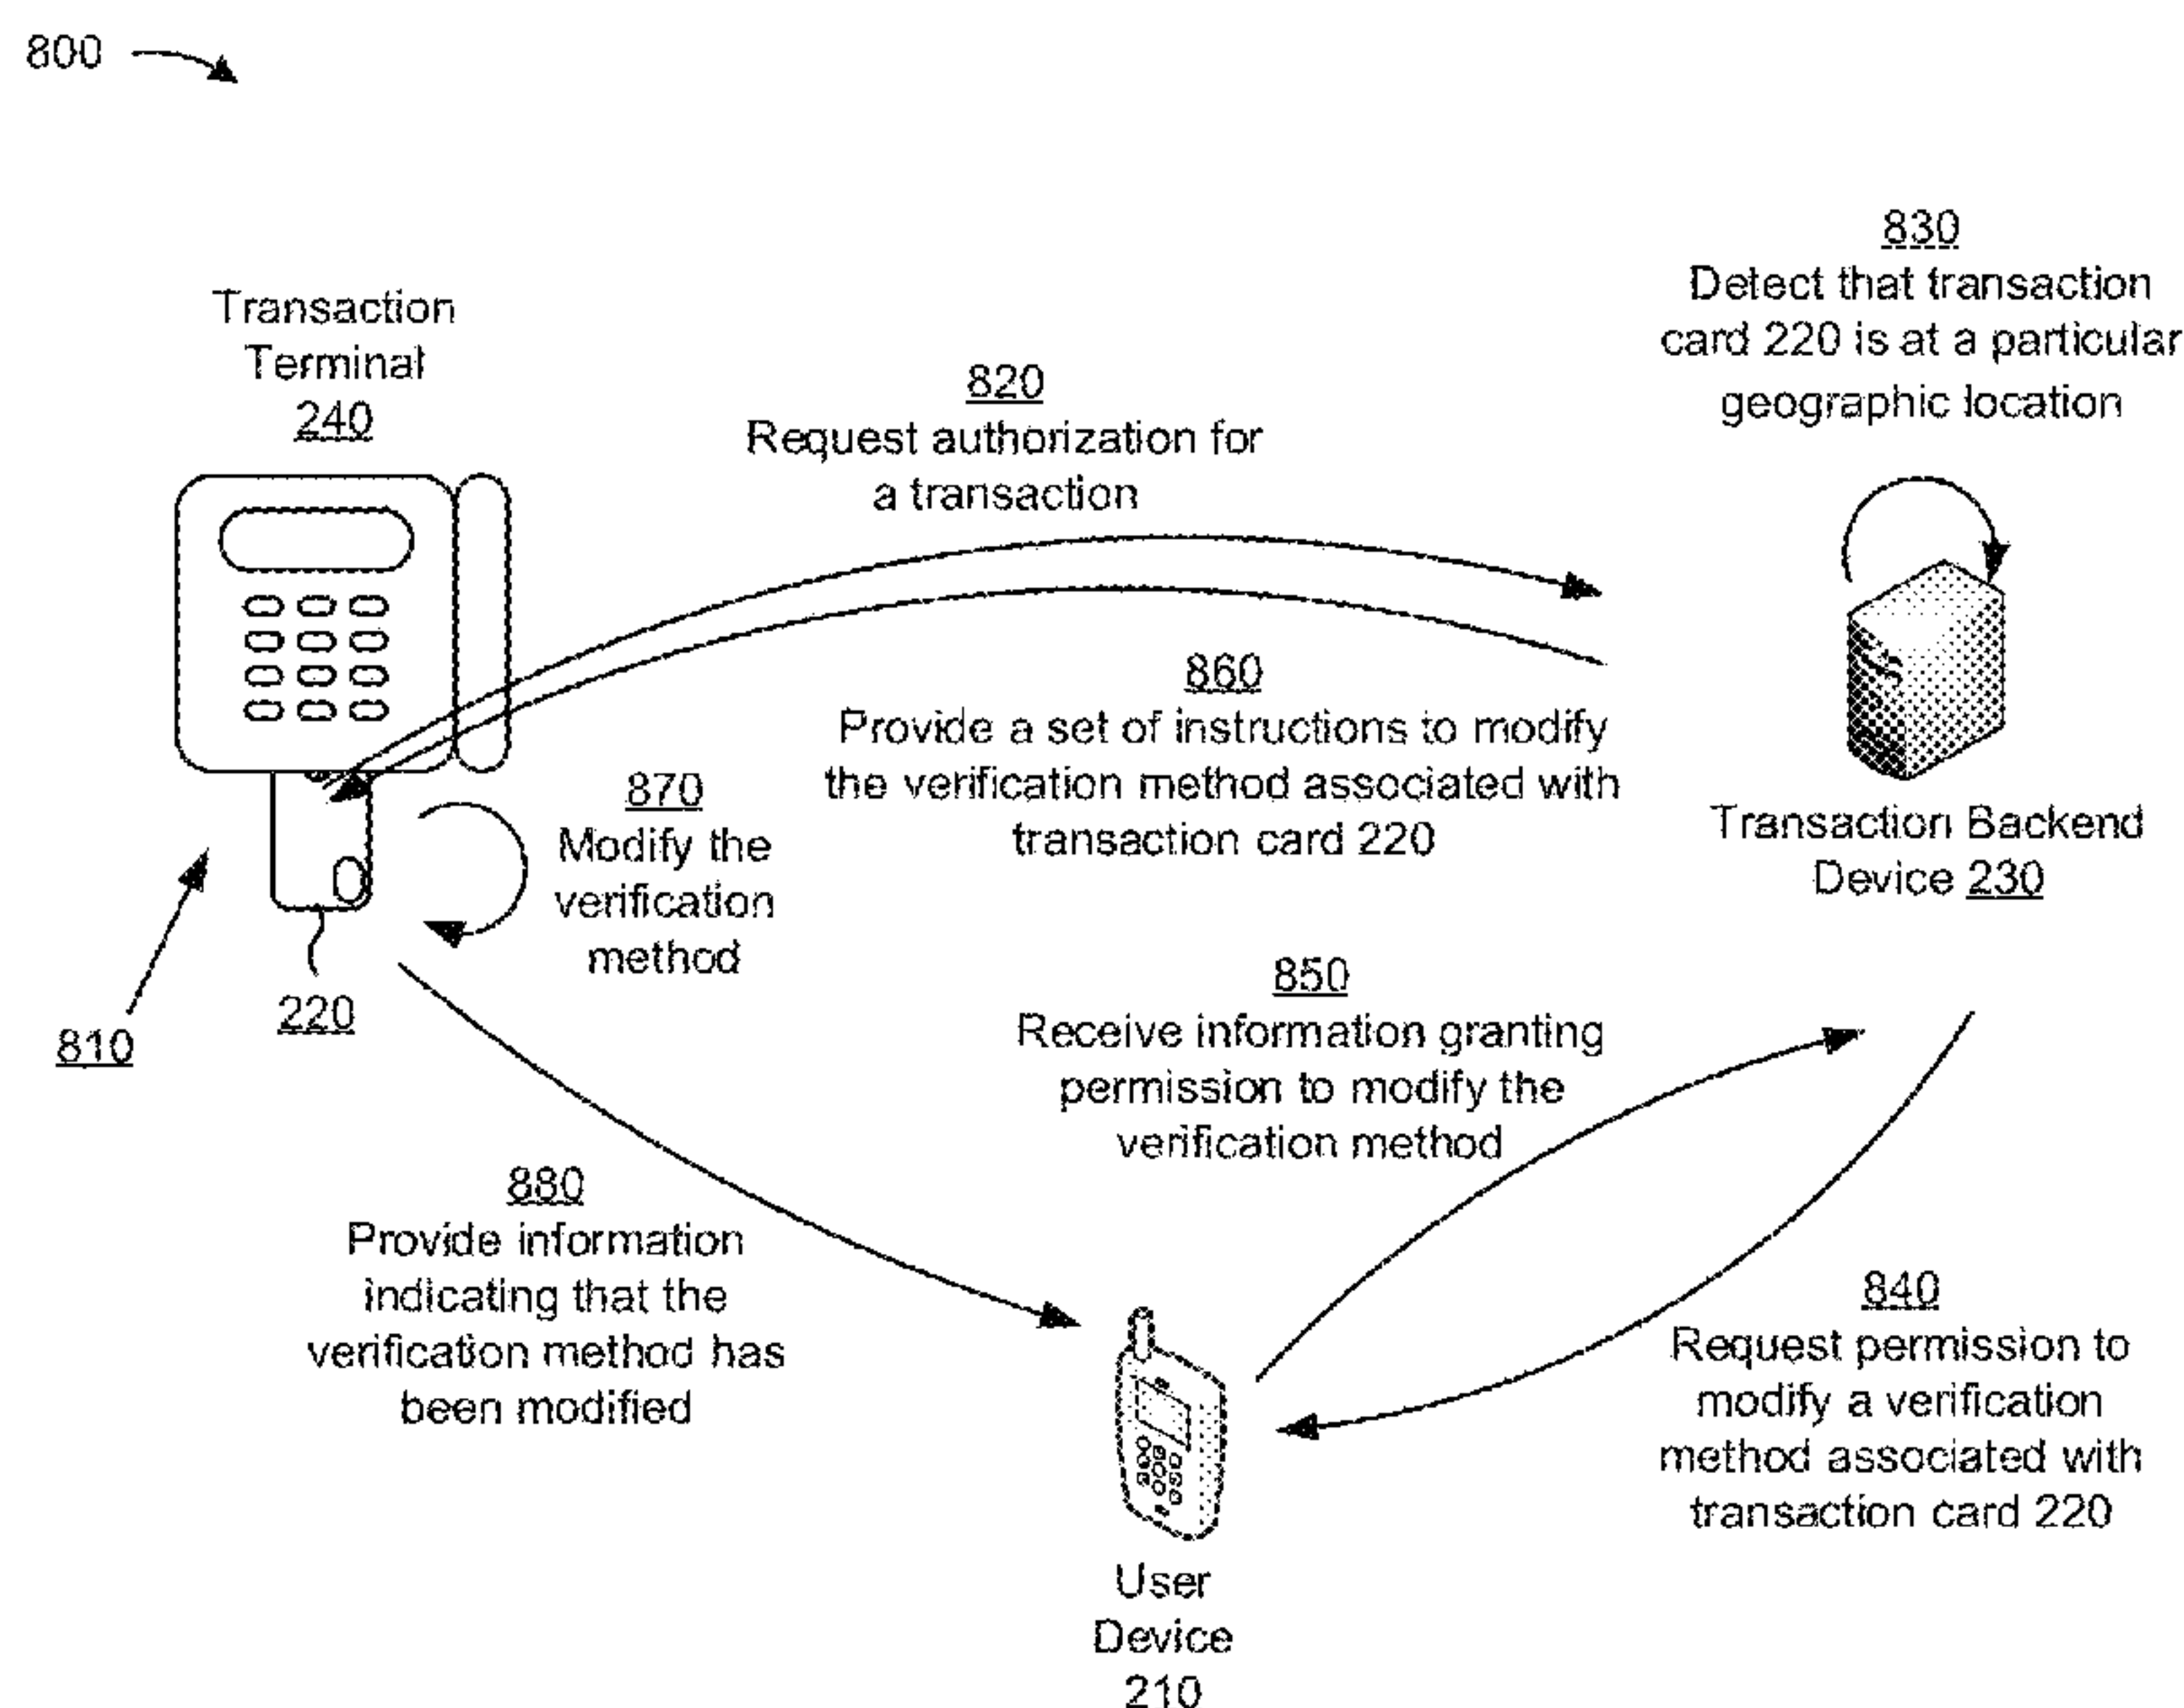 800
Transaction
Terminal
240
820
Request authorization for
a transaction
830
Detect that transaction
card 220 is at a particular
geographic location
860
Provide a set of instructions to modify
the verification method associated with
transaction card 220
Transaction Backend
Device 230
870
Modify the
verification
method
220
810
850
Receive information granting
permission to modify the
verification method
880
Provide information
indicating that the
verification method has
been modified
840
Request permission to
modify a verification
method associated with
transaction card 220
User
Device
210